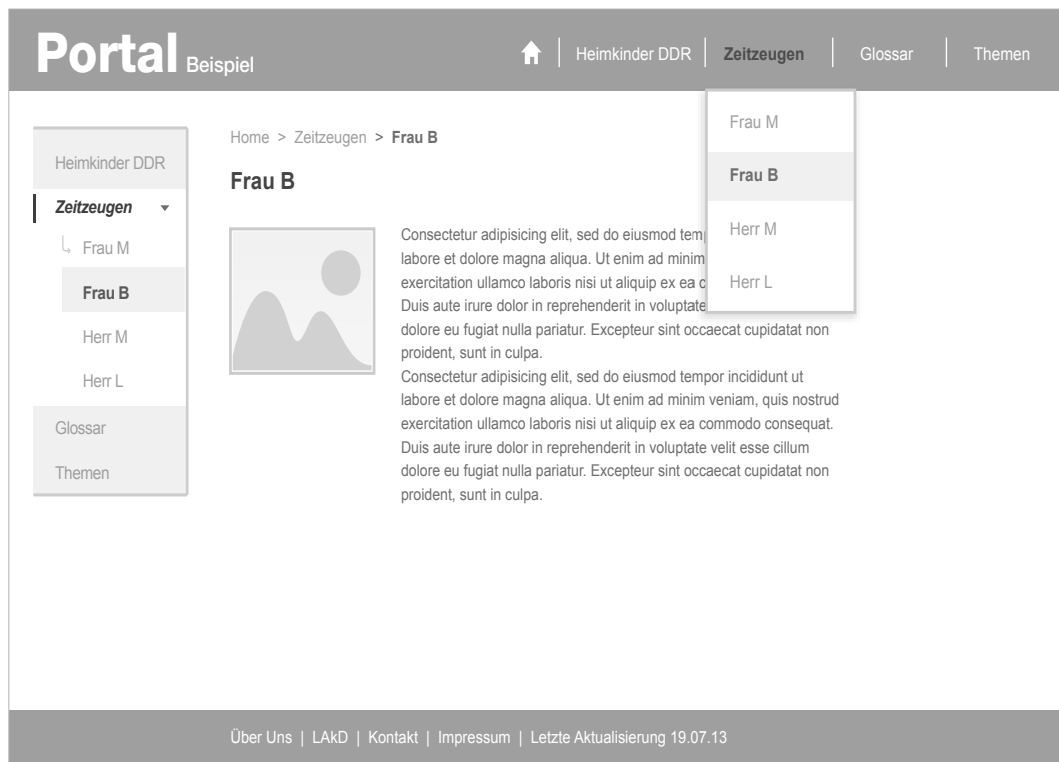 Portal Beispiel
Heimkinder DDR | Zeitzeugen | Glossar | Themen
Frau M
Frau B
Herr M
Herr L
Heimkinder DDR
Zeitzeugen
Frau M
Frau B
Herr M
Herr L
Glossar
Themen
Home > Zeitzeugen > Frau B
Frau B
Consectetur adipisicing elit, sed do eiusmod
labore et dolore magna aliqua. Ut enim ad minim
exercitation ullamco laboris nisi ut aliquip ex ea
Duis aute irure dolor in reprehenderit in voluptate
dolore eu fugiat nulla pariatur. Excepteur sint occaecat cupidatat non
proident, sunt in culpa.
Consectetur adipisicing elit, sed do eiusmod tempor incididunt ut
labore et dolore magna aliqua. Ut enim ad minim veniam, quis nostrud
exercitation ullamco laboris nisi ut aliquip ex ea commodo consequat.
Duis aute irure dolor in reprehenderit in voluptate velit esse cillum
dolore eu fugiat nulla pariatur. Excepteur sint occaecat cupidatat non
proident, sunt in culpa.
Über Uns | LAkD | Kontakt | Impressum | Letzte Aktualisierung 19.07.13